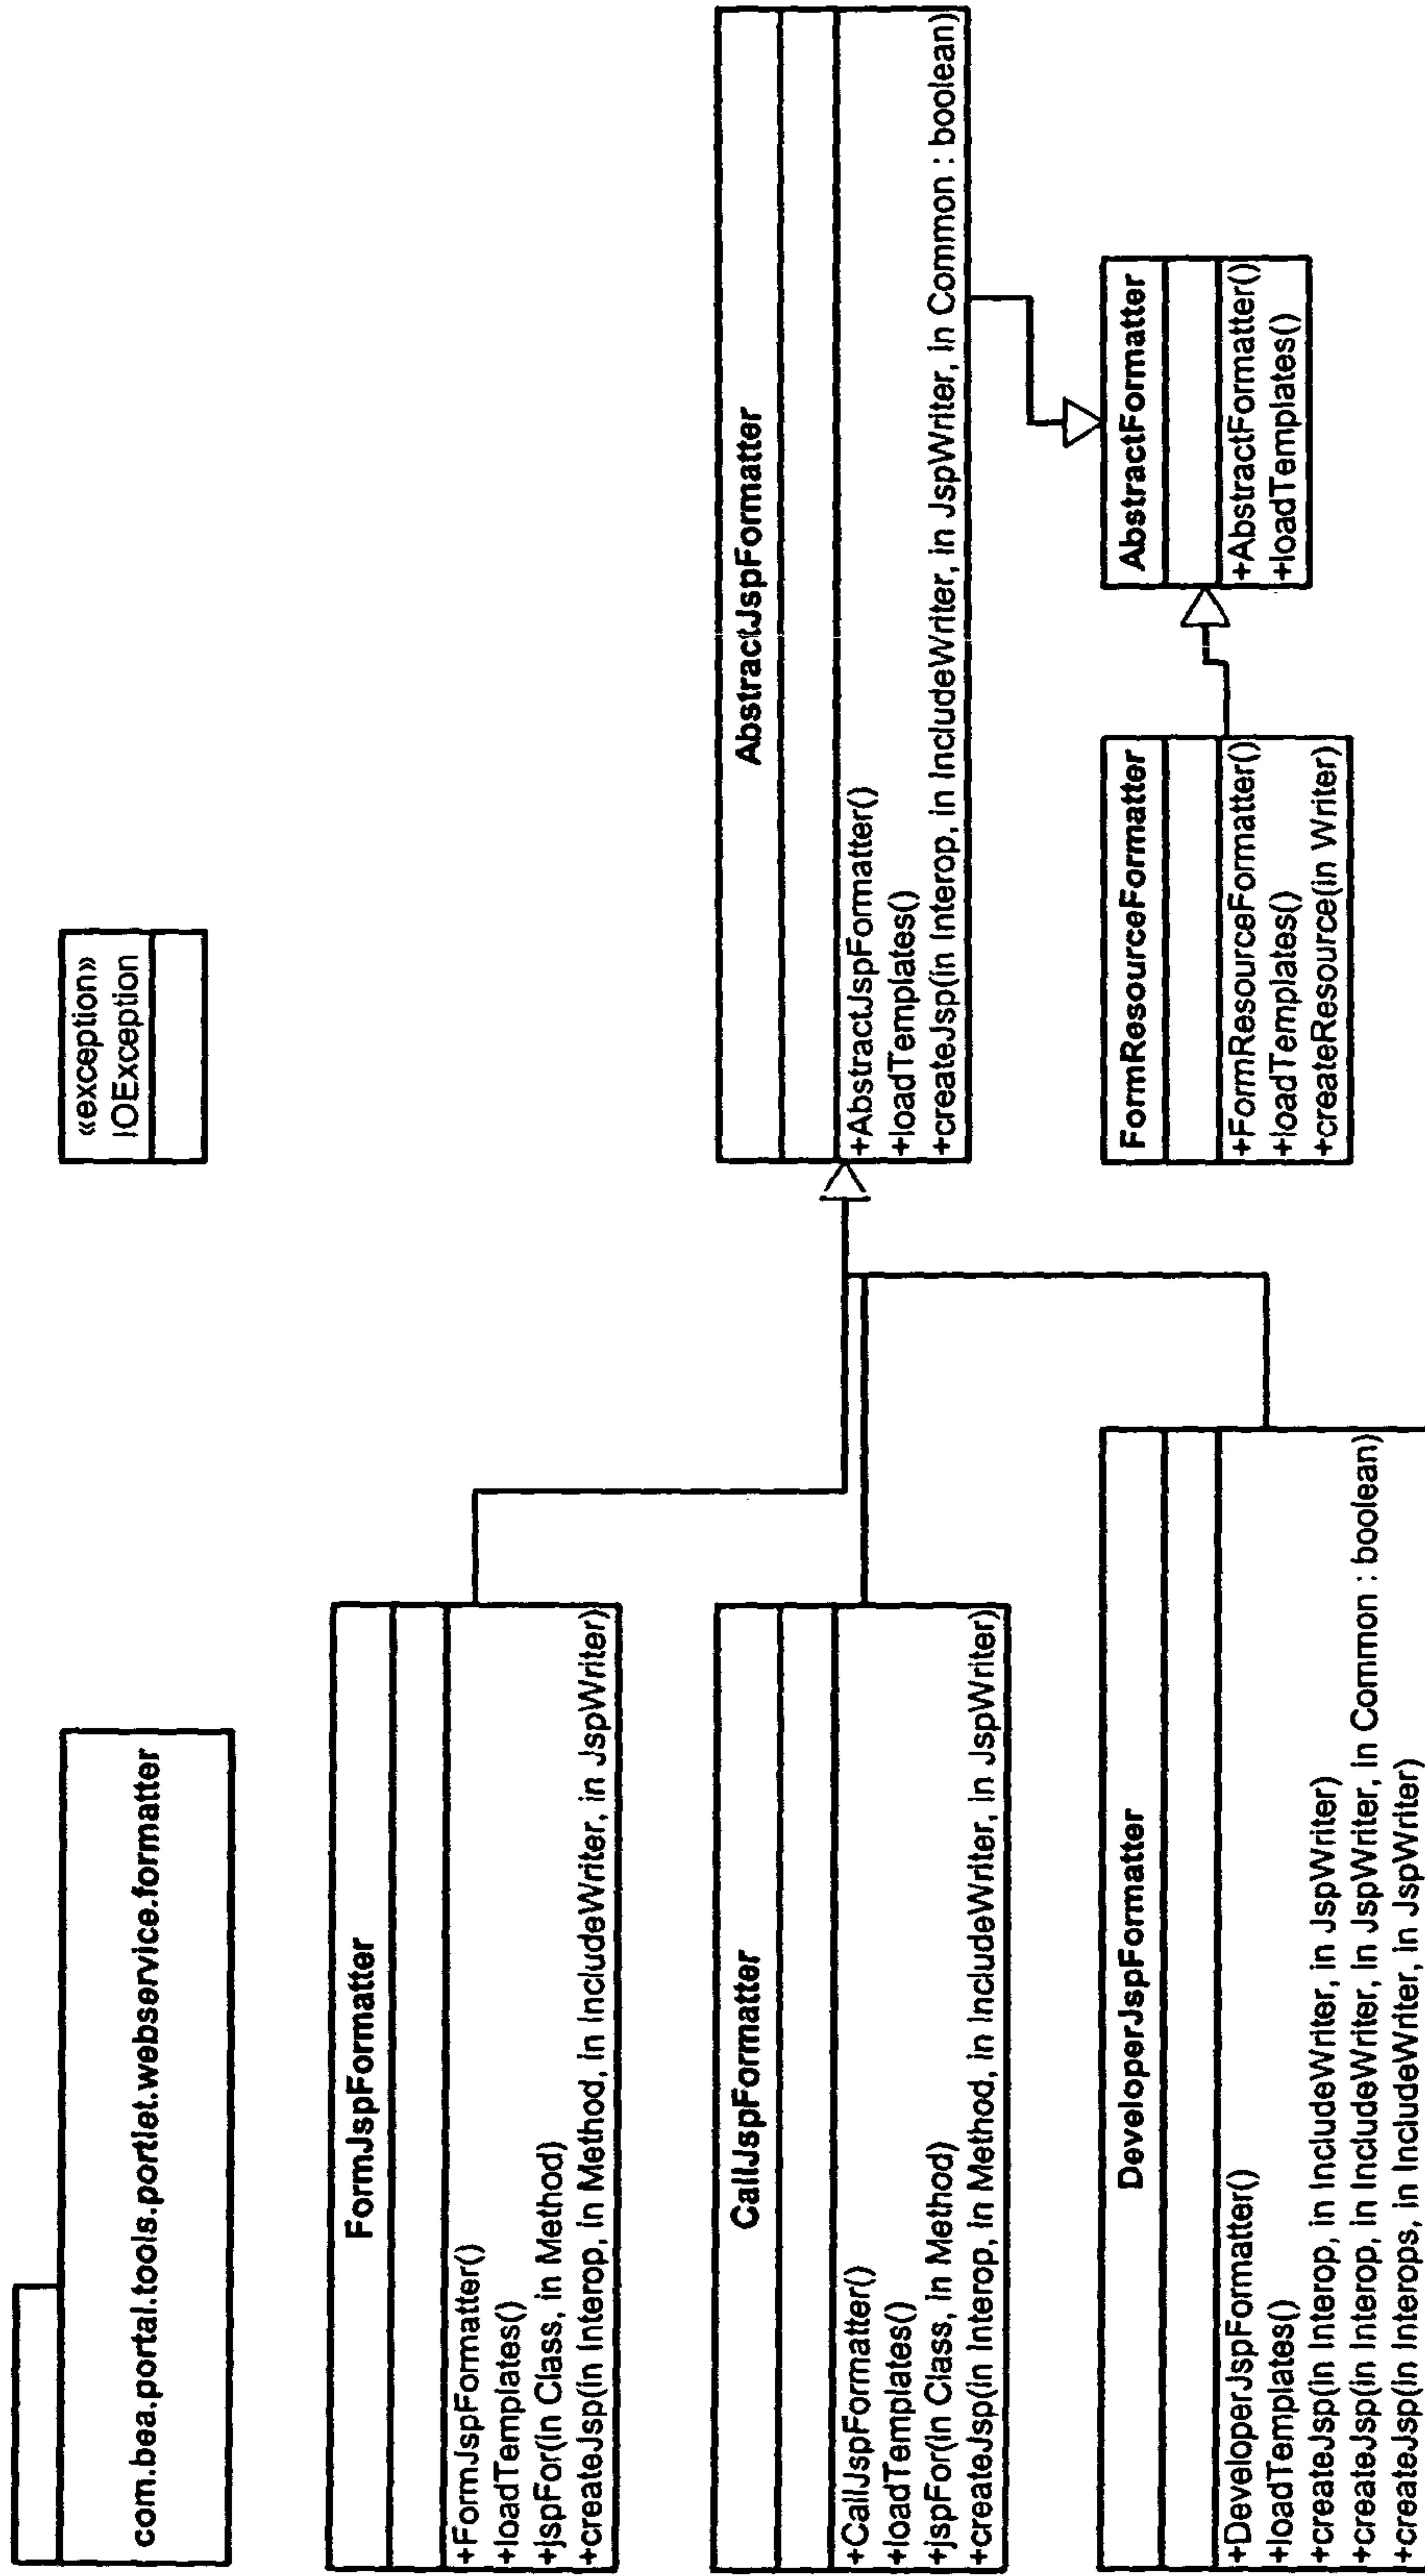 com.bea.portal.tools.portlet.webservice.formatter
«exception»
IOException
FormJspFormatter
+FormJspFormatter()
+loadTemplates()
+jspFor(in Class, in Method)
+createJsp(in Interop, in Method, in IncludeWriter, in JspWriter)
CallJspFormatter
+CallJspFormatter()
+loadTemplates()
+jspFor(in Class, in Method)
+createJsp(in Interop, in Method, in IncludeWriter, in JspWriter)
AbstractJspFormatter
+AbstractJspFormatter()
+loadTemplates()
+createJsp(in Interop, in IncludeWriter, in JspWriter, in Common : boolean)
DeveloperJspFormatter
+DeveloperJspFormatter()
+loadTemplates()
+createJsp(in Interop, in IncludeWriter, in JspWriter)
+createJsp(in Interop, in IncludeWriter, in JspWriter, in Common : boolean)
+createJsp(in Interops, in IncludeWriter, in JspWriter)
FormResourceFormatter
+FormResourceFormatter()
+loadTemplates()
+createResource(in Writer)
AbstractFormatter
+AbstractFormatter()
+loadTemplates()